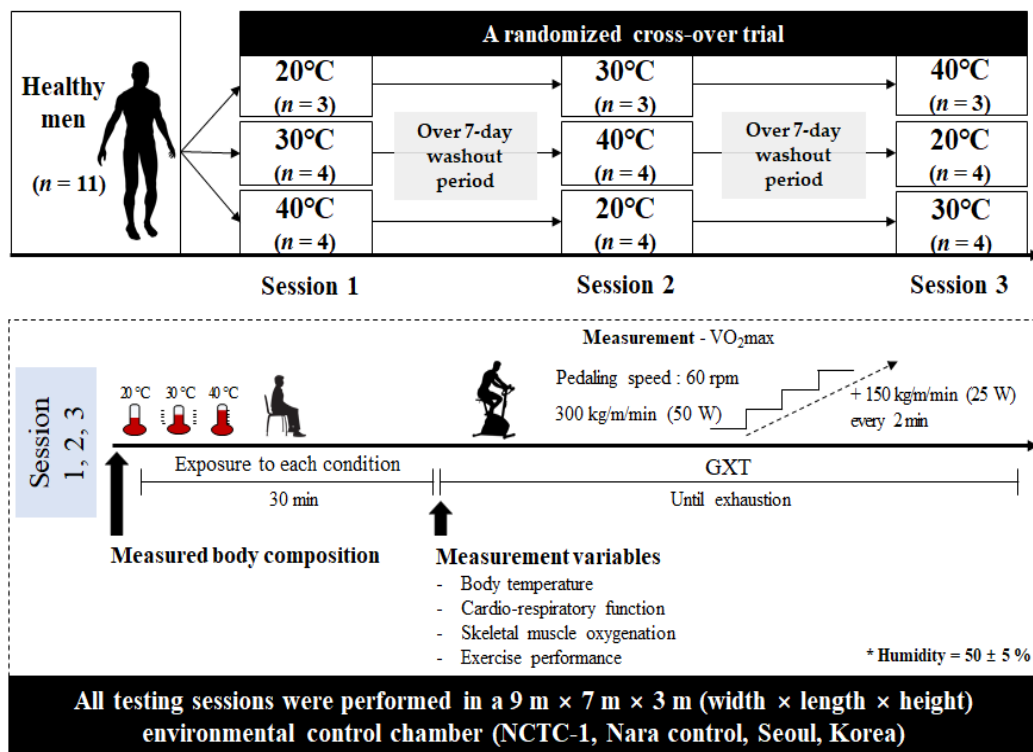 A randomized cross-over trial
Healthy
men
(n = 11)
20°C
(n = 3)
30°C
(n = 3)
40°C
(n = 3)
30°C
(n = 4)
Over 7-day
washout
period
40°C
(n = 4)
Over 7-day
washout
period
20°C
(n = 4)
40°C
(n = 4)
20°C
(n = 4)
30°C
(n = 4)
Session 1
Session 2
Session 3
Session
1, 2, 3
20 °C
30 °C
40 °C
Measurement - VO₂max
Pedaling speed : 60 rpm
300 kg/m/min (50 W)
+ 150 kg/m/min (25 W)
every 2 min
Exposure to each condition
30 min
GXT
Until exhaustion
Measured body composition
Measurement variables
- Body temperature
- Cardio-respiratory function
- Skeletal muscle oxygenation
- Exercise performance
* Humidity = 50 ± 5 %
All testing sessions were performed in a 9 m × 7 m × 3 m (width × length × height)
environmental control chamber (NCTC-1, Nara control, Seoul, Korea)